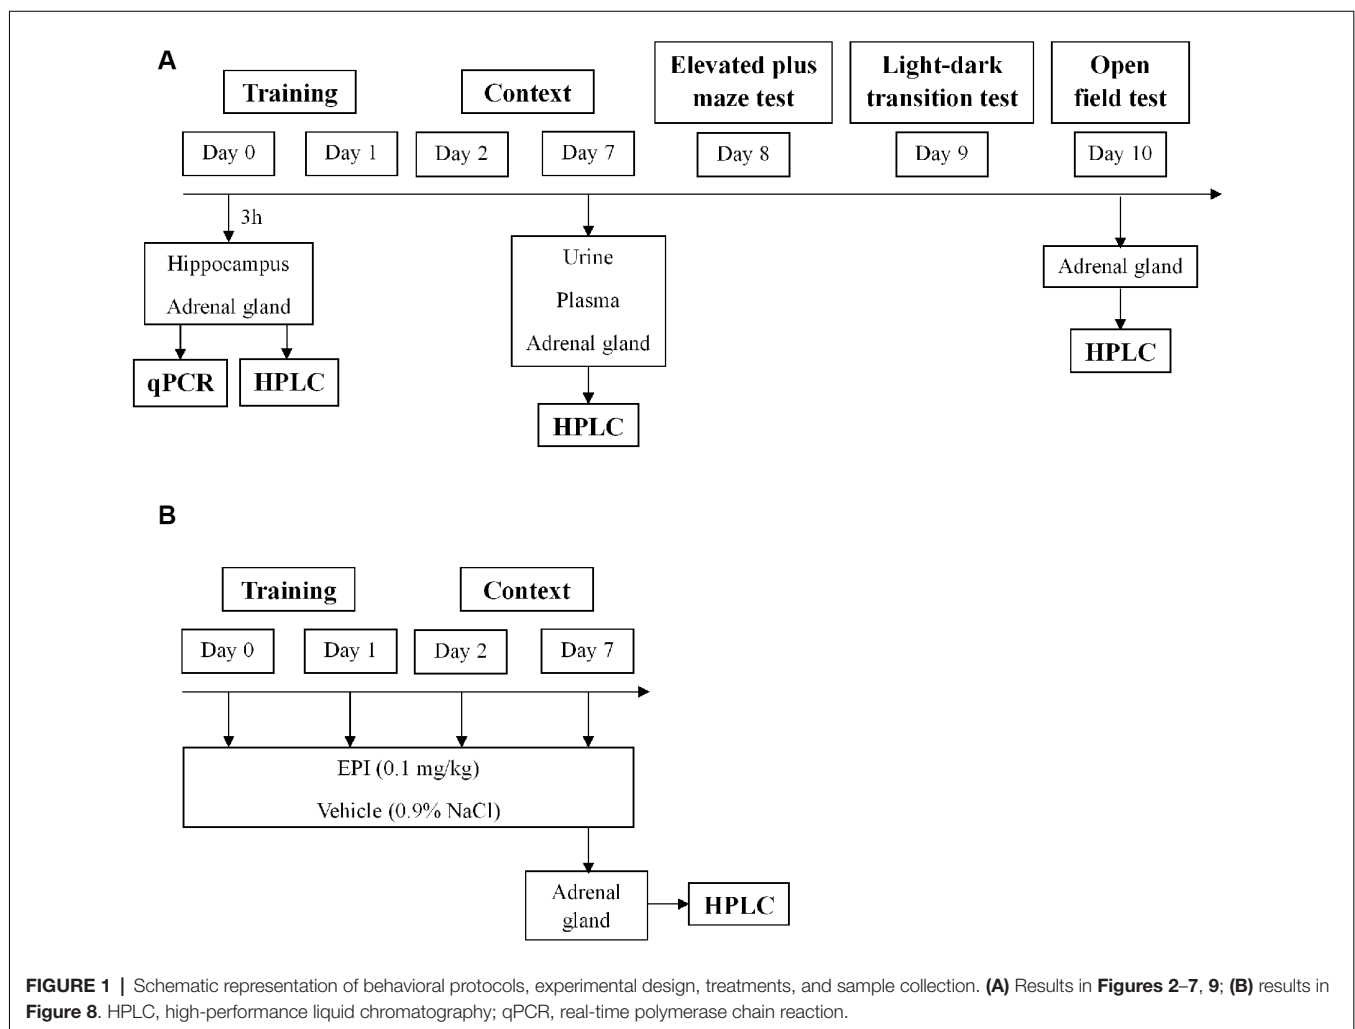 A
Training
Context
Elevated plus
maze test
Light-dark
transition test
Open
field test
Day 0
Day 1
Day 2
Day 7
Day 8
Day 9
Day 10
3h
Hippocampus
Adrenal gland
qPCR
HPLC
Urine
Plasma
Adrenal gland
HPLC
Adrenal gland
HPLC
B
Training
Context
Day 0
Day 1
Day 2
Day 7
EPI (0.1 mg/kg)
Vehicle (0.9% NaCl)
Adrenal
gland
HPLC
FIGURE 1 | Schematic representation of behavioral protocols, experimental design, treatments, and sample collection. (A) Results in Figures 2–7, 9; (B) results in
Figure 8. HPLC, high-performance liquid chromatography; qPCR, real-time polymerase chain reaction.